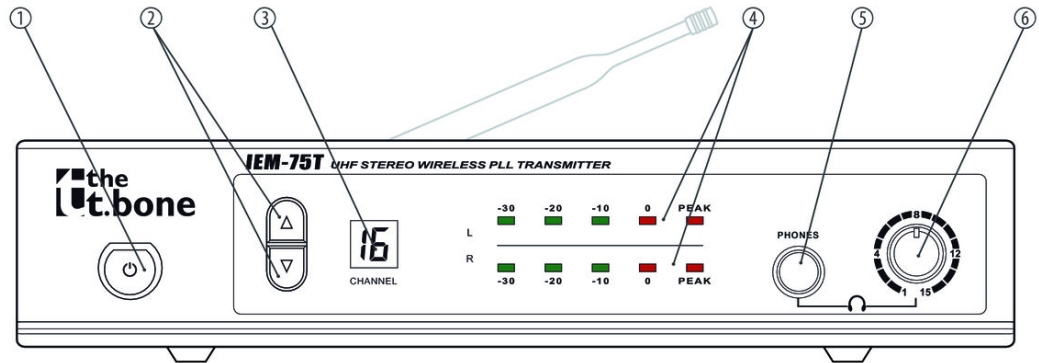 ① ② ③ ④ ⑤ ⑥
IEM-75T UHF STEREO WIRELESS PLL TRANSMITTER
the
t.bone
-30 -20 -10 0 PEAK
L
R
-30 -20 -10 0 PEAK
16
CHANNEL
PHONES
8
4 12
1 15